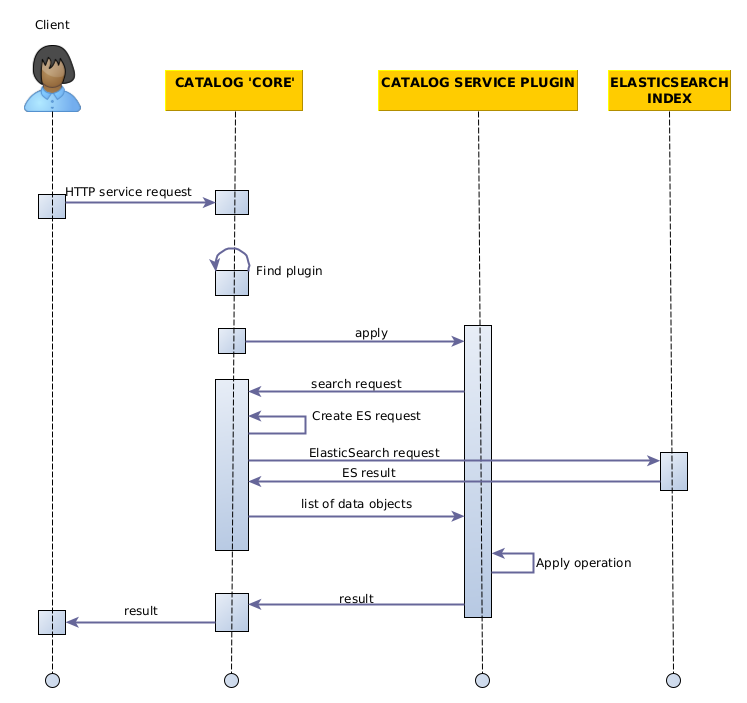 Client
CATALOG 'CORE'
CATALOG SERVICE PLUGIN
ELASTICSEARCH
INDEX
HTTP service request
Find plugin
apply
search request
Create ES request
ElasticSearch request
ES result
list of data objects
Apply operation
result
result